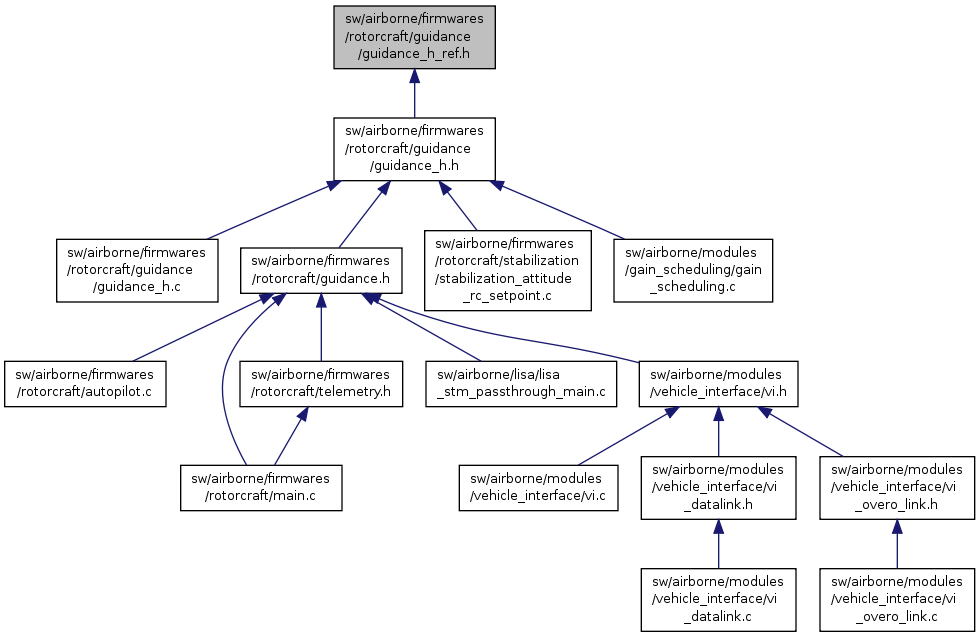 sw/airborne/firmwares
/rotorcraft/guidance
/guidance_h_ref.h
sw/airborne/firmwares
/rotorcraft/guidance
/guidance_h.h
sw/airborne/firmwares
/rotorcraft/guidance
/guidance_h.c
sw/airborne/firmwares
/rotorcraft/guidance.h
sw/airborne/firmwares
/rotorcraft/stabilization
/stabilization_attitude
_rc_setpoint.c
sw/airborne/modules
/gain_scheduling/gain
_scheduling.c
sw/airborne/firmwares
/rotorcraft/autopilot.c
sw/airborne/firmwares
/rotorcraft/telemetry.h
sw/airborne/lisa/lisa
_stm_passthrough_main.c
sw/airborne/modules
/vehicle_interface/vi.h
sw/airborne/firmwares
/rotorcraft/main.c
sw/airborne/modules
/vehicle_interface/vi.c
sw/airborne/modules
/vehicle_interface/vi
_datalink.h
sw/airborne/modules
/vehicle_interface/vi
_overo_link.h
sw/airborne/modules
/vehicle_interface/vi
_datalink.c
sw/airborne/modules
/vehicle_interface/vi
_overo_link.c